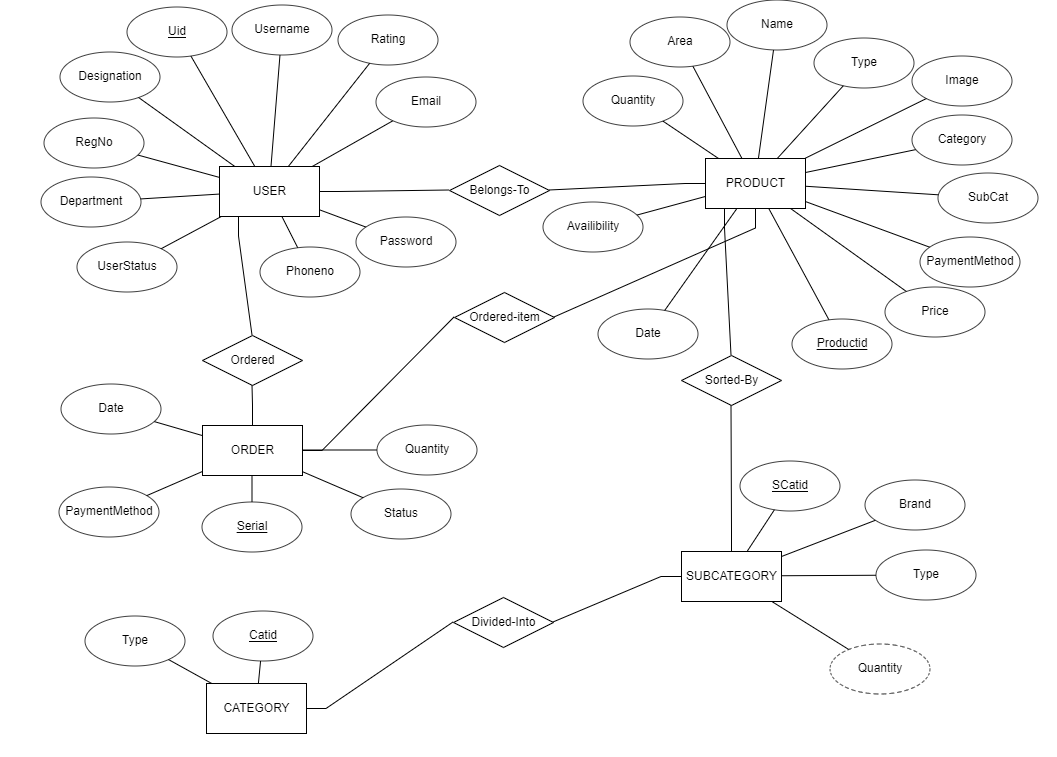 Uid
Username
Rating
Designation
Email
RegNo
USER
Department
UserStatus
Phoneno
Password
Belongs-To
Name
Area
Type
Image
Quantity
Category
PRODUCT
SubCat
Availibility
PaymentMethod
Price
Productid
Date
Ordered-item
Ordered
Sorted-By
Date
ORDER
Quantity
PaymentMethod
Serial
Status
SCatid
Brand
SUBCATEGORY
Type
Quantity
Divided-Into
Type
Catid
CATEGORY